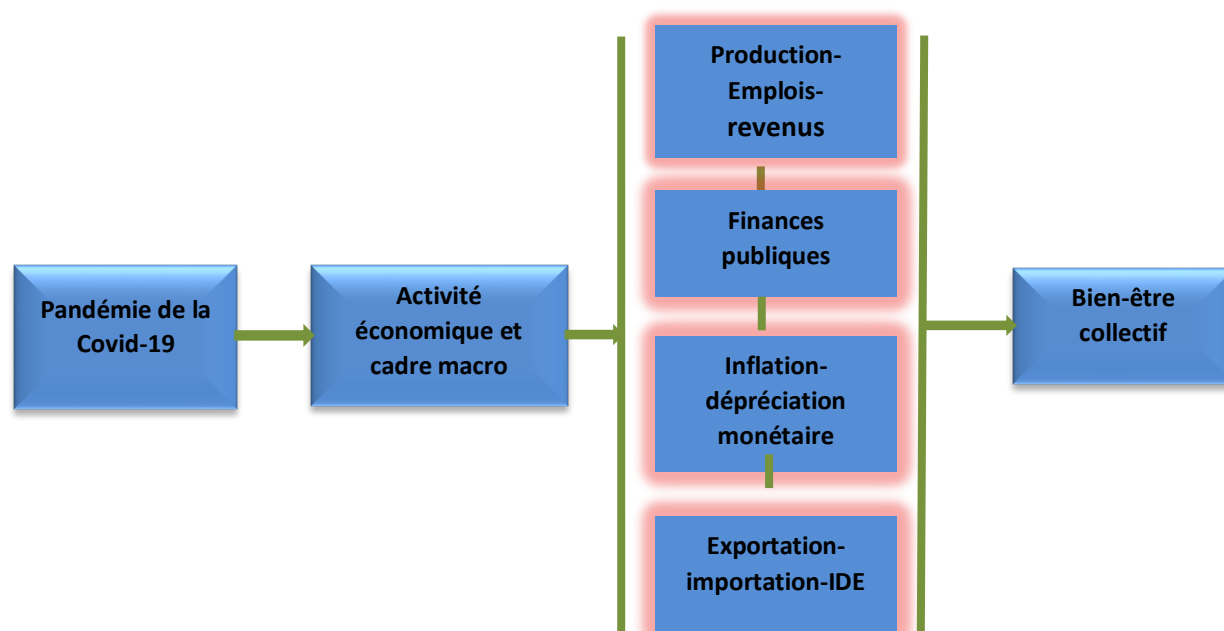 Pandémie de la
Covid-19
Activité
économique et
cadre macro
Production-
Emplois-
revenus
Finances
publiques
Inflation-
dépréciation
monétaire
Exportation-
importation-IDE
Bien-être
collectif